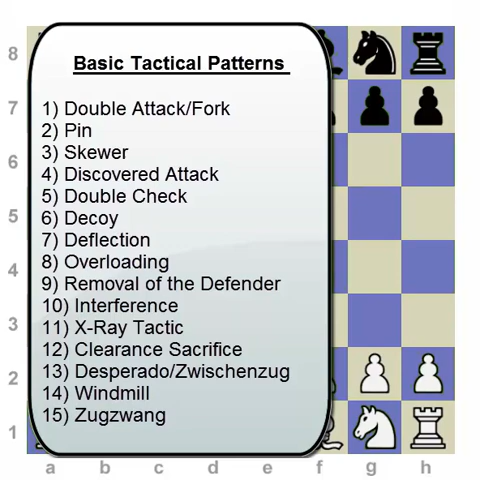 Basic Tactical Patterns
1) Double Attack/Fork
2) Pin
3) Skewer
4) Discovered Attack
5) Double Check
6) Decoy
7) Deflection
8) Overloading
9) Removal of the Defender
10) Interference
11) X-Ray Tactic
12) Clearance Sacrifice
13) Desperado/Zwischenzug
14) Windmill
15) Zugzwang
8
7
6
5
4
3
2
1
a b c d e f g h